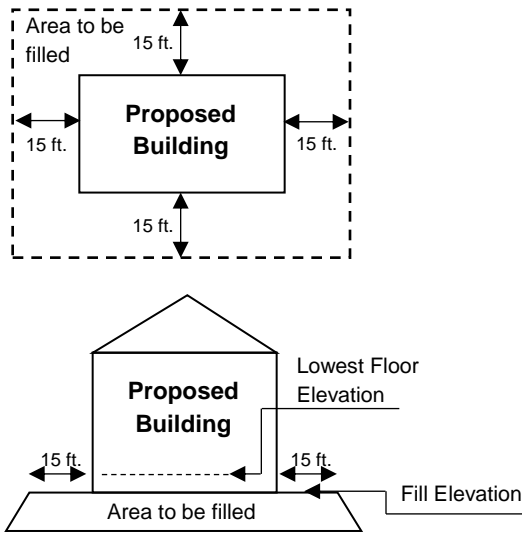 Area to be
filled
15 ft.
15 ft.
Proposed
Building
15 ft.
15 ft.
Lowest Floor
Elevation
Proposed
Building
15 ft.
15 ft.
Fill Elevation
Area to be filled